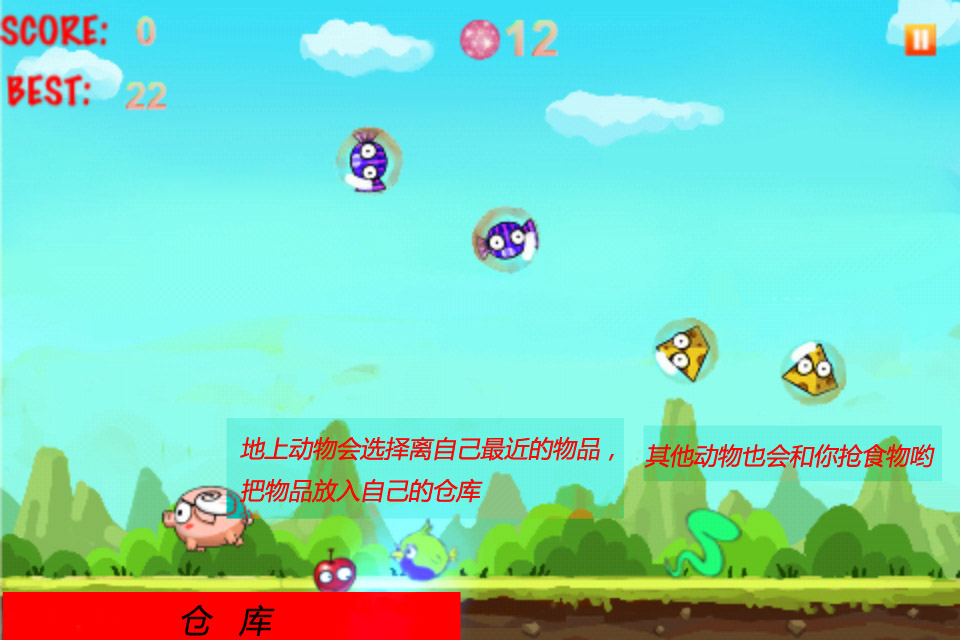 SCORE: 0
12
BEST: 22
地上动物会选择离自己最近的物品，
把物品放入自己的仓库
其他动物也会和你抢食物哟
仓 库